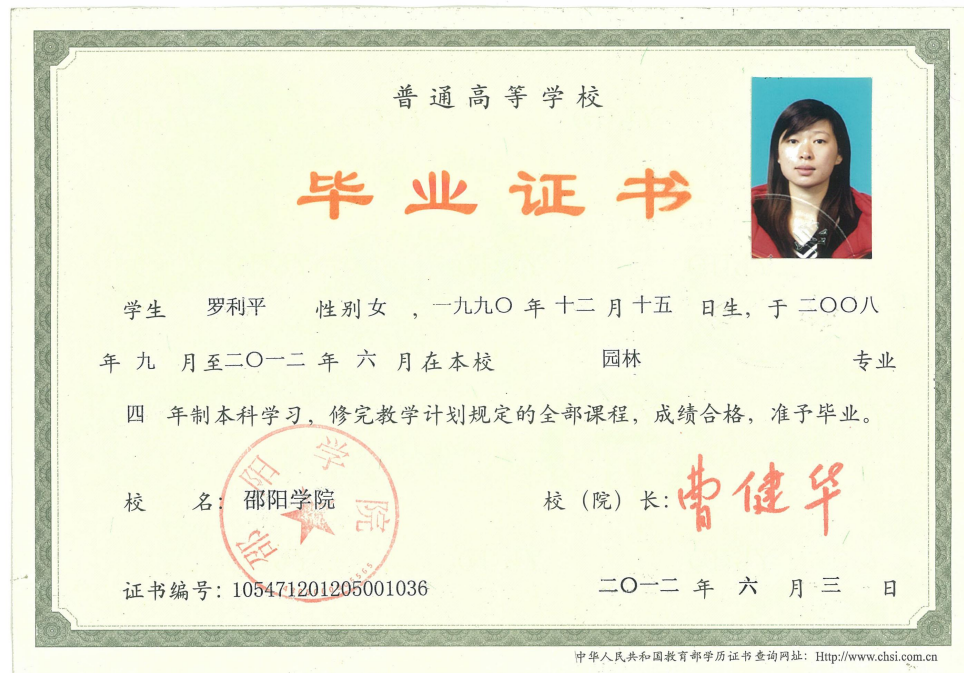 普通高等学校
毕业证书
学生 罗利平 性别 女 ，一九九〇 年 十二 月 十五 日生，于 二〇〇八
年 九 月至二〇一二 年 六 月在本校 园林 专业
四 年制本科学习，修完教学计划规定的全部课程，成绩合格，准予毕业。
校 名：邵阳学院 校（院）长：曹健华
邵阳学院
证书编号：105471201205001036 二〇一二 年 六 月 三 日
中华人民共和国教育部学历证书查询网址：Http://www.chsi.com.cn